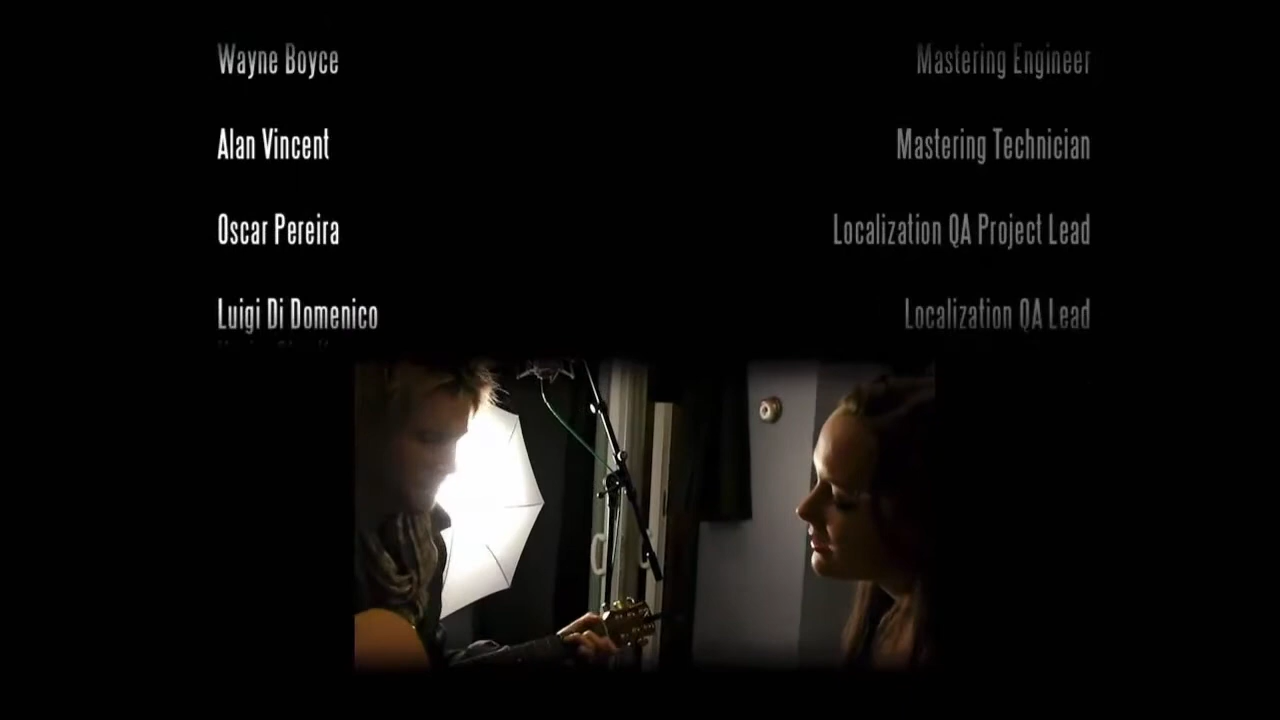 Wayne Boyce Mastering Engineer
Alan Vincent Mastering Technician
Oscar Pereira Localization QA Project Lead
Luigi Di Domenico Localization QA Lead